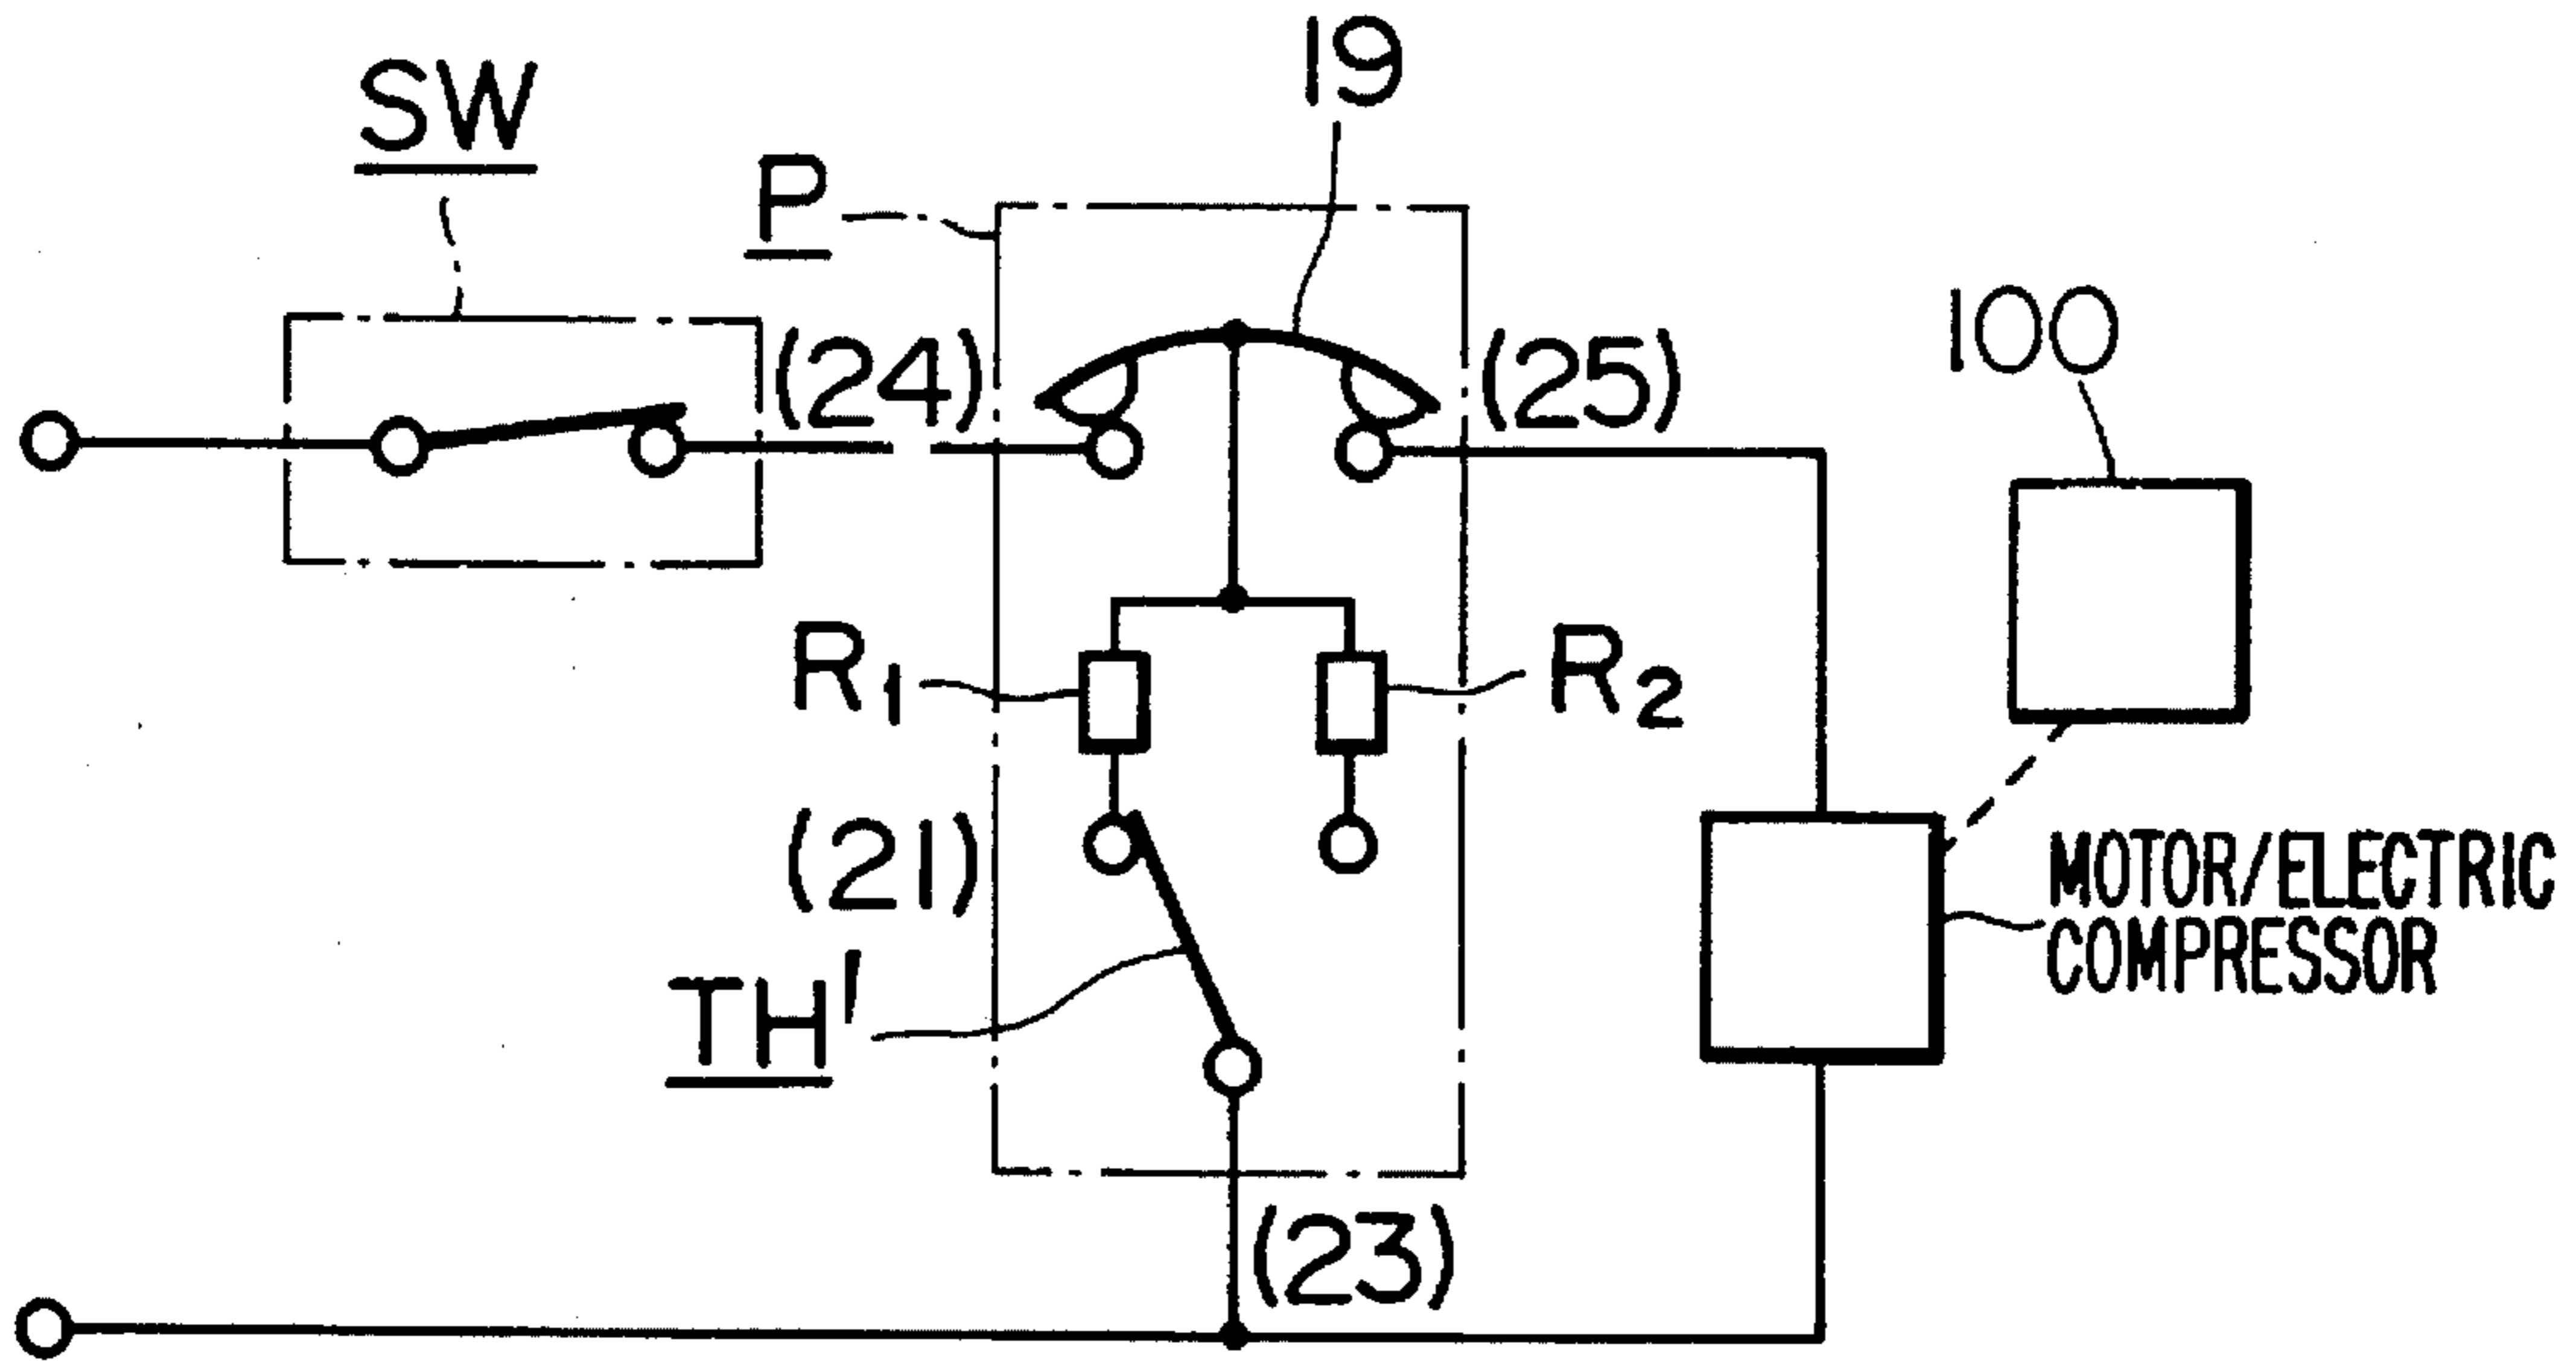 19
SW
P
(24)
(25)
100
R1
R2
(21)
MOTOR/ELECTRIC
COMPRESSOR
TH'
(23)